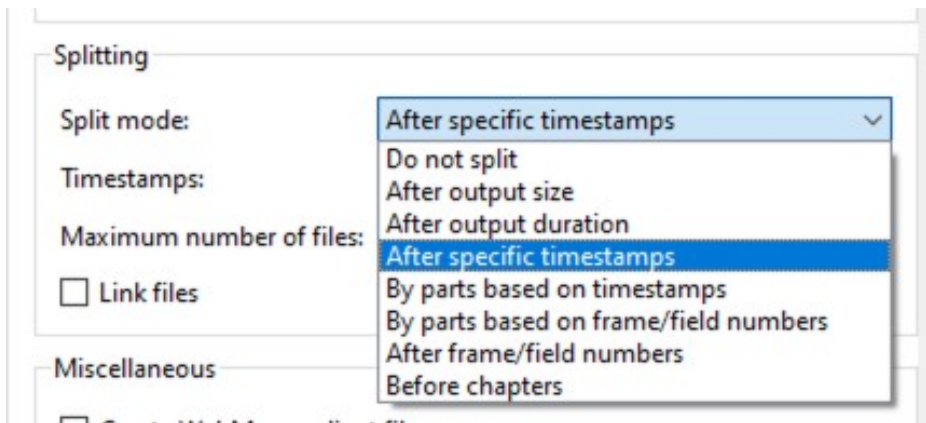 Splitting
Split mode: After specific timestamps
Do not split
After output size
Timestamps:
After output duration
Maximum number of files:
After specific timestamps
Link files
By parts based on timestamps
By parts based on frame/field numbers
After frame/field numbers
Miscellaneous
Before chapters